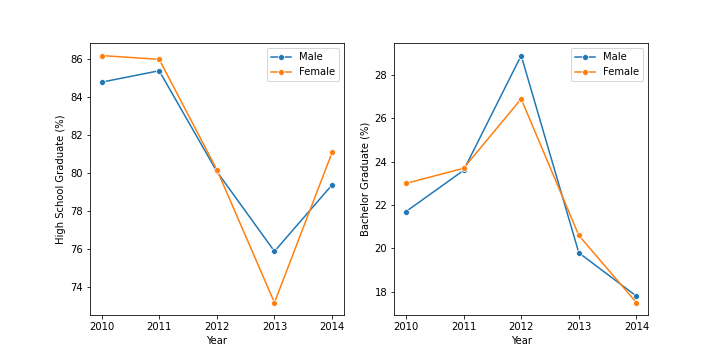 High School Graduate (%)
86
84
82
80
78
76
74
2010 2011 2012 2013 2014
Year
Male
Female
Bachelor Graduate (%)
28
26
24
22
20
18
2010 2011 2012 2013 2014
Year
Male
Female